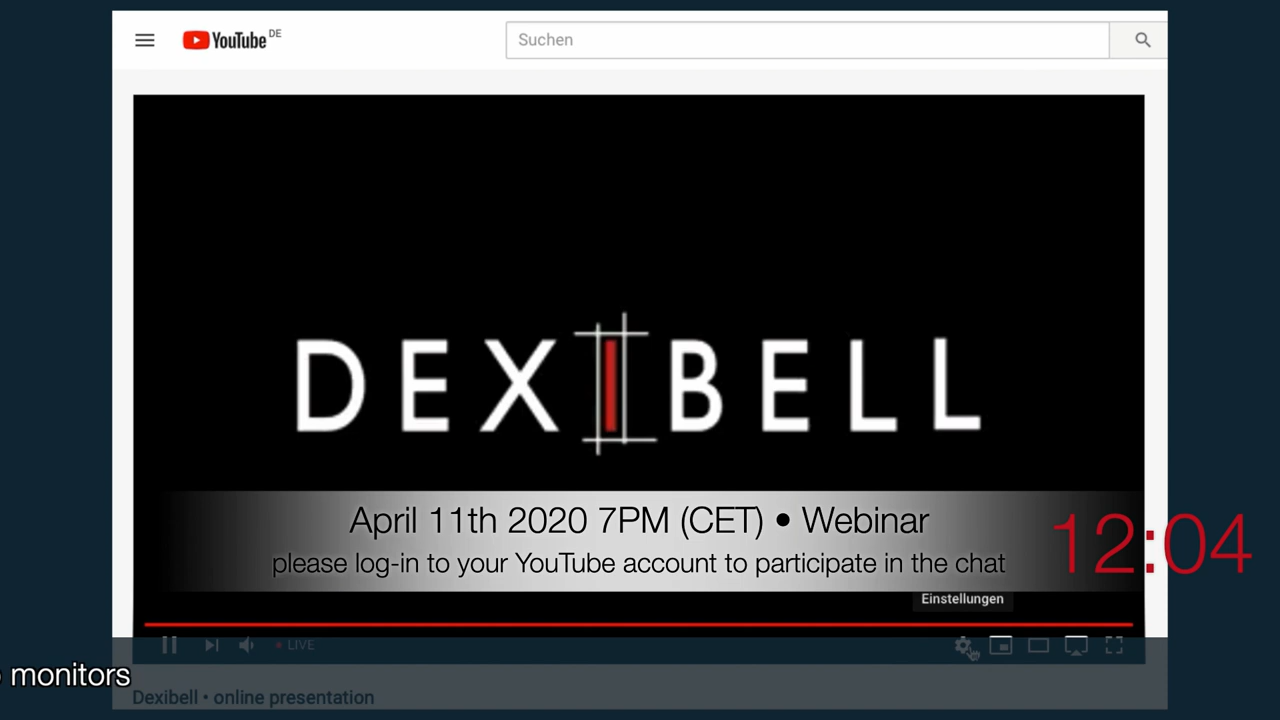 YouTube DE
Suchen
DEXIBELL
April 11th 2020 7PM (CET) • Webinar
please log-in to your YouTube account to participate in the chat
12:04
Einstellungen
LIVE
monitors
Dexibell • online presentation